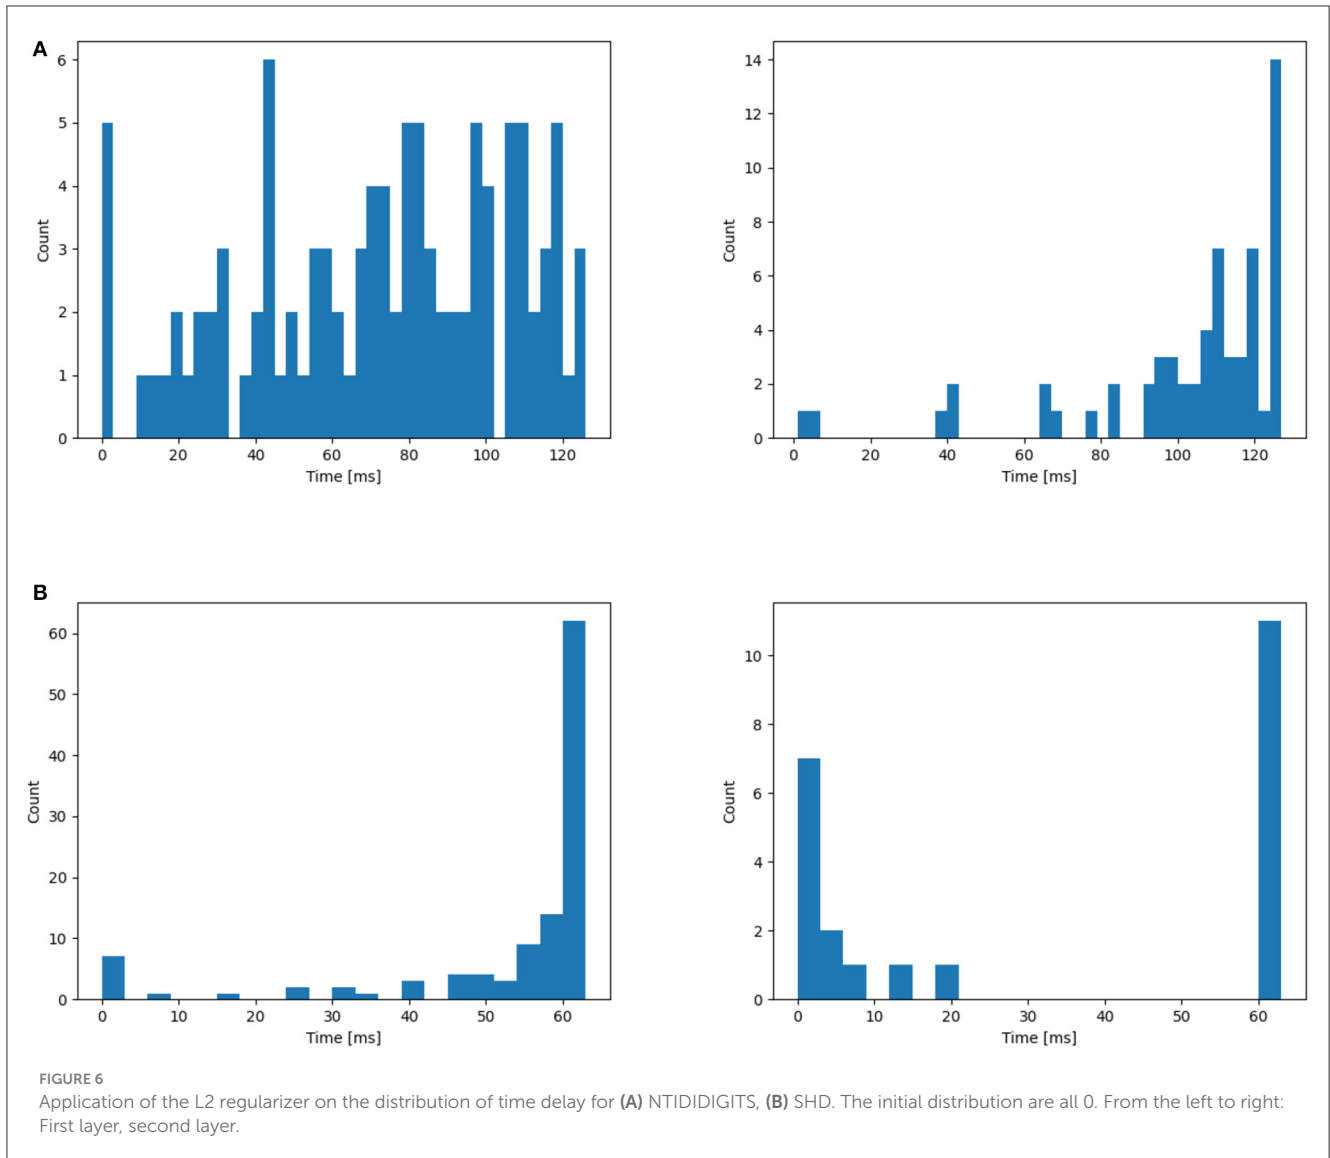 A
6
5
4
3
2
1
0
Count
0 20 40 60 80 100 120
Time [ms]
14
12
10
8
6
4
2
0
Count
0 20 40 60 80 100 120
Time [ms]
B
60
50
40
30
20
10
0
Count
0 10 20 30 40 50 60
Time [ms]
10
8
6
4
2
0
Count
0 10 20 30 40 50 60
Time [ms]
FIGURE 6
Application of the L2 regularizer on the distribution of time delay for (A) NTIDIDIGITS, (B) SHD. The initial distribution are all 0. From the left to right:
First layer, second layer.